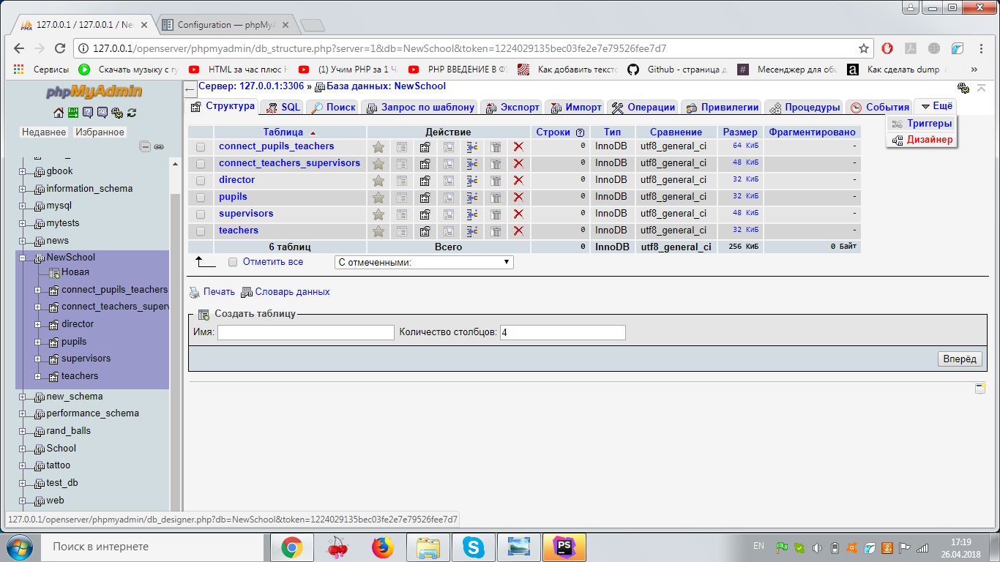 127.0.0.1 / 127.0.0.1 / Ne
Configuration — phpMy
127.0.0.1/openserver/phpmyadmin/db_structure.php?server=1&db=NewSchool&token=1224029135bec03fe2e7e79526fee7d7
Сервисы Скачать музыку с HTML за час плюс (1) Учим PHP за 1 PHP ВВЕДЕНИЕ В Как добавить текст Github - страница Месенджер для Как сделать dump »
phpMyAdmin
Недавнее Избранное
gbook
information_schema
mysql
mytests
news
NewSchool
Новая
connect_pupils_teachers
connect_teachers_superv
director
pupils
supervisors
teachers
new_schema
performance_schema
rand_balls
School
tattoo
test_db
web
Сервер: 127.0.0.1:3306 » База данных: NewSchool
Структура SQL Поиск Запрос по шаблону Экспорт Импорт Операции Привилегии Процедуры События Ещё
Триггеры
Дизайнер
Таблица Действие Строки Тип Сравнение Размер Фрагментировано
connect_pupils_teachers 0 InnoDB utf8_general_ci 64 КиБ -
connect_teachers_supervisors 0 InnoDB utf8_general_ci 48 КиБ -
director 0 InnoDB utf8_general_ci 32 КиБ -
pupils 0 InnoDB utf8_general_ci 32 КиБ -
supervisors 0 InnoDB utf8_general_ci 48 КиБ -
teachers 0 InnoDB utf8_general_ci 32 КиБ -
6 таблиц Всего 0 InnoDB utf8_general_ci 256 КиБ 0 Байт
Отметить все С отмеченными:
Печать Словарь данных
Создать таблицу
Имя: Количество столбцов: 4
Вперёд
127.0.0.1/openserver/phpmyadmin/db_designer.php?db=NewSchool&token=1224029135bec03fe2e7e79526fee7d7
Поиск в интернете
EN
17:19
26.04.2018